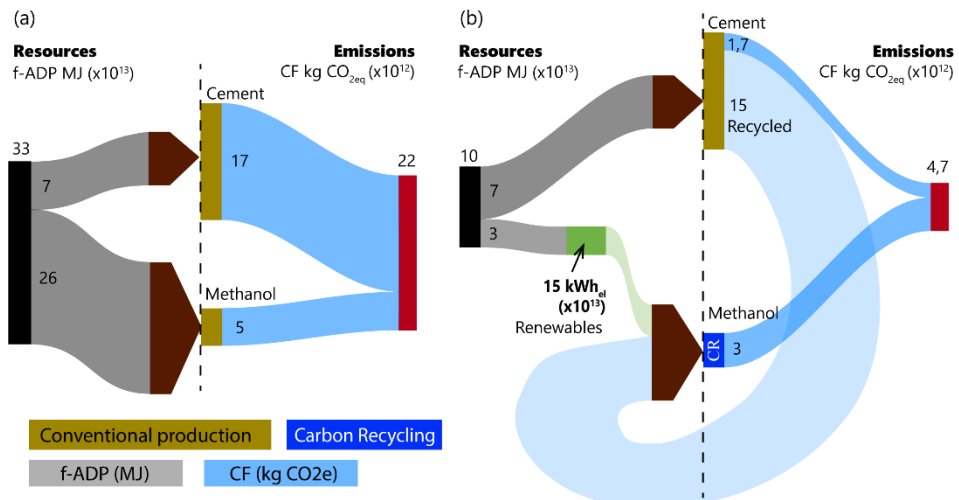 (a)
Resources
f-ADP MJ (x10¹³)
Emissions
CF kg CO₂eq (x10¹²)
Cement
33
7
17
22
26
Methanol
5
(b)
Resources
f-ADP MJ (x10¹³)
Cement
1,7
Emissions
CF kg CO₂eq (x10¹²)
15
Recycled
10
7
4,7
3
15 kWhel
(x10¹³)
Renewables
Methanol
CR
3
Conventional production
Carbon Recycling
f-ADP (MJ)
CF (kg CO2e)